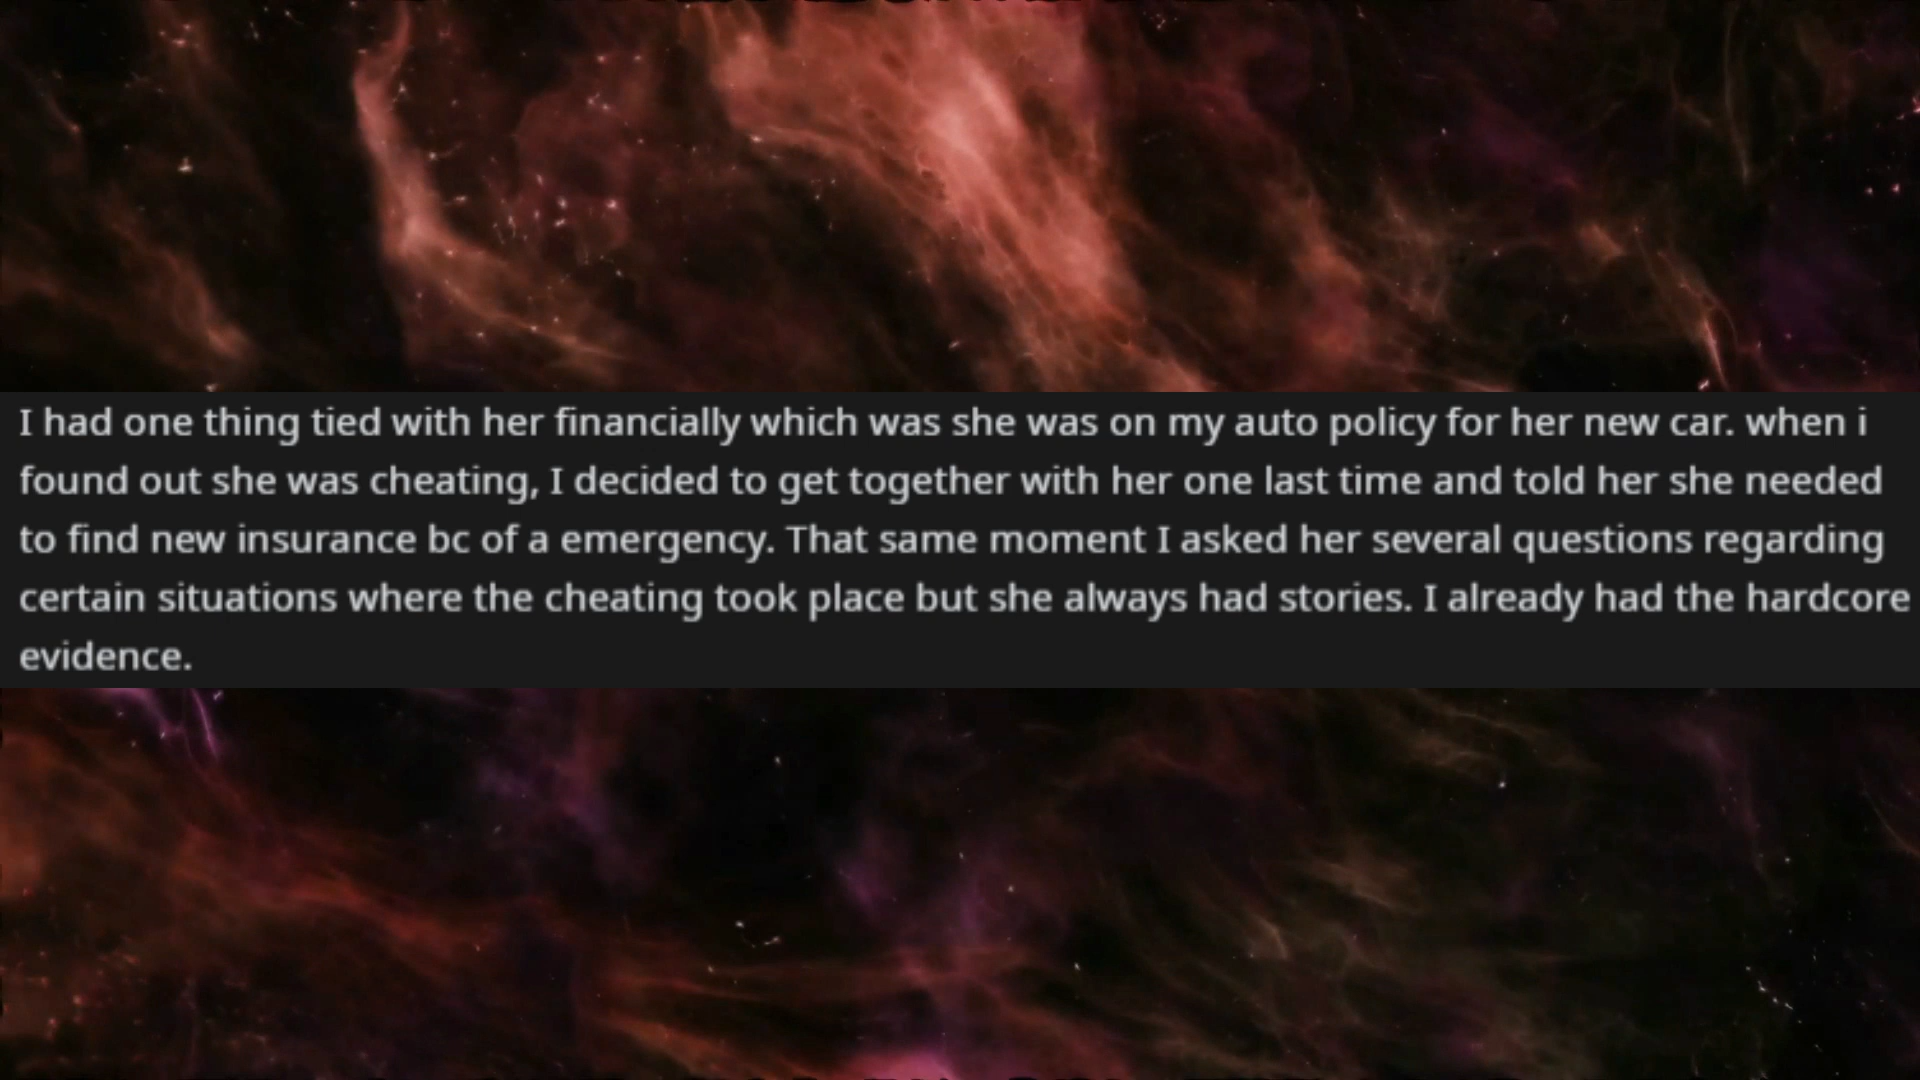 I had one thing tied with her financially which was she was on my auto policy for her new car. when i
found out she was cheating, I decided to get together with her one last time and told her she needed
to find new insurance bc of a emergency. That same moment I asked her several questions regarding
certain situations where the cheating took place but she always had stories. I already had the hardcore
evidence.